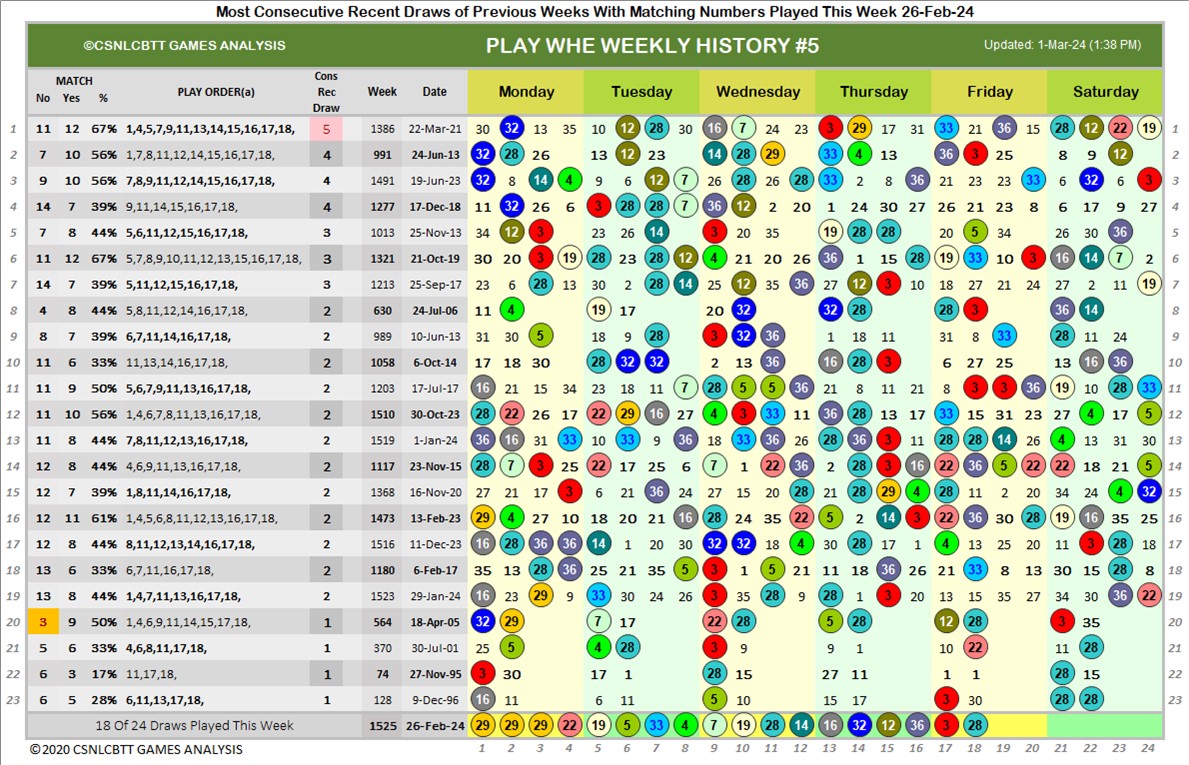 Most Consecutive Recent Draws of Previous Weeks With Matching Numbers Played This Week 26-Feb-24
©CSNLCBTT GAMES ANALYSIS PLAY WHE WEEKLY HISTORY #5 Updated: 1-Mar-24 (1:38 PM)
MATCH Cons
No Yes % PLAY ORDER(a) Rec Week Date Monday Tuesday Wednesday Thursday Friday Saturday
Draw
1 11 12 67% 1,4,5,7,9,11,13,14,15,16,17,18, 5 1386 22-Mar-21 30 32 13 35 10 12 28 30 16 7 24 23 3 29 17 31 33 21 36 15 28 12 22 19 1
2 7 10 56% 3,7,8,11,12,14,15,16,17,18, 4 991 24-Jun-13 32 28 26 13 12 23 14 28 29 33 4 13 36 3 25 8 9 12 2
3 9 10 56% 7,8,9,11,12,14,15,16,17,18, 4 1491 19-Jun-23 32 8 14 4 9 6 12 7 26 28 26 28 33 2 8 36 21 23 23 33 6 32 6 3 3
4 14 7 39% 9,11,14,15,16,17,18, 4 1277 17-Dec-18 11 32 26 6 3 28 28 7 36 12 2 20 1 24 30 27 26 21 23 8 6 17 9 27 4
5 7 8 44% 5,6,11,12,15,16,17,18, 3 1013 25-Nov-13 34 12 3 23 26 14 3 20 35 19 28 28 20 5 34 26 30 36 5
6 11 12 67% 5,7,8,9,10,11,12,13,15,16,17,18, 3 1321 21-Oct-19 30 20 3 19 28 23 28 12 4 21 20 26 36 1 15 28 19 33 10 3 16 14 7 2 6
7 14 7 39% 5,11,12,15,16,17,18, 3 1213 25-Sep-17 23 6 28 13 30 2 28 14 25 12 35 36 27 12 3 10 18 27 21 24 27 2 11 19 7
8 4 8 44% 5,8,11,12,14,16,17,18, 2 630 24-Jul-06 11 4 19 17 20 32 32 28 28 3 36 14 8
9 7 39% 6,7,11,14,16,17,18, 2 989 10-Jun-13 31 30 5 18 9 28 3 32 36 1 18 11 31 8 33 28 11 24 9
10 6 33% 11,13,14,16,17,18, 2 1058 6-Oct-14 17 18 30 28 32 32 2 13 36 16 28 3 6 27 25 13 16 36 10
11 11 9 50% 5,6,7,9,11,13,16,17,18, 2 1203 17-Jul-17 16 21 15 34 23 18 11 7 28 5 5 36 21 8 11 21 8 3 3 36 19 10 28 33 11
12 11 10 56% 1,4,6,7,8,11,13,16,17,18, 2 1510 30-Oct-23 28 22 26 17 22 29 16 27 4 3 33 11 36 28 13 17 33 15 31 23 27 4 17 5 12
13 11 8 44% 7,8,11,12,13,16,17,18, 2 1519 1-Jan-24 36 16 31 33 10 33 9 36 18 33 36 26 28 36 3 11 28 28 14 26 4 13 31 30 13
14 12 8 44% 4,6,9,11,13,16,17,18, 2 1117 23-Nov-15 28 7 3 25 22 17 25 6 7 1 22 36 2 28 3 16 22 36 5 22 22 18 21 5 14
15 12 7 39% 1,8,11,14,16,17,18, 2 1368 16-Nov-20 27 21 17 3 6 21 36 24 27 15 20 28 21 28 29 4 28 11 2 20 34 24 4 32 15
16 12 11 61% 1,4,5,6,8,11,12,13,16,17,18, 2 1473 13-Feb-23 29 4 27 10 18 20 21 16 28 24 35 22 5 2 14 3 22 36 30 28 19 16 35 25 16
17 12 8 44% 8,11,12,13,14,16,17,18, 2 1516 11-Dec-23 16 28 36 36 14 1 20 30 32 32 18 4 30 28 17 1 4 13 25 20 11 3 28 18 17
18 13 6 33% 6,7,11,16,17,18, 2 1180 6-Feb-17 35 13 28 36 25 21 35 5 3 1 5 21 11 18 36 26 21 33 8 13 30 15 28 8 18
19 13 8 44% 1,4,7,11,13,16,17,18, 2 1523 29-Jan-24 16 23 29 9 33 30 24 26 3 35 28 9 28 1 3 20 13 15 35 27 34 30 36 22 19
20 3 9 50% 1,4,6,9,11,14,15,17,18, 1 564 18-Apr-05 32 29 7 17 22 28 5 28 12 28 3 35 20
21 5 6 33% 4,6,8,11,17,18, 1 370 30-Jul-01 25 5 4 28 3 9 9 1 10 22 11 28 21
22 6 3 17% 11,17,18, 1 74 27-Nov-95 3 30 17 1 28 15 27 11 1 1 28 15 22
23 6 5 28% 6,11,13,17,18, 1 128 9-Dec-96 16 11 6 11 5 10 15 17 3 30 28 28 23
18 Of 24 Draws Played This Week 1525 26-Feb-24 29 29 29 22 19 5 33 4 7 19 28 14 16 32 12 36 3 28
© 2020 CSNLCBTT GAMES ANALYSIS 1 2 3 4 5 6 7 8 9 10 11 12 13 14 15 16 17 18 19 20 21 22 23 24